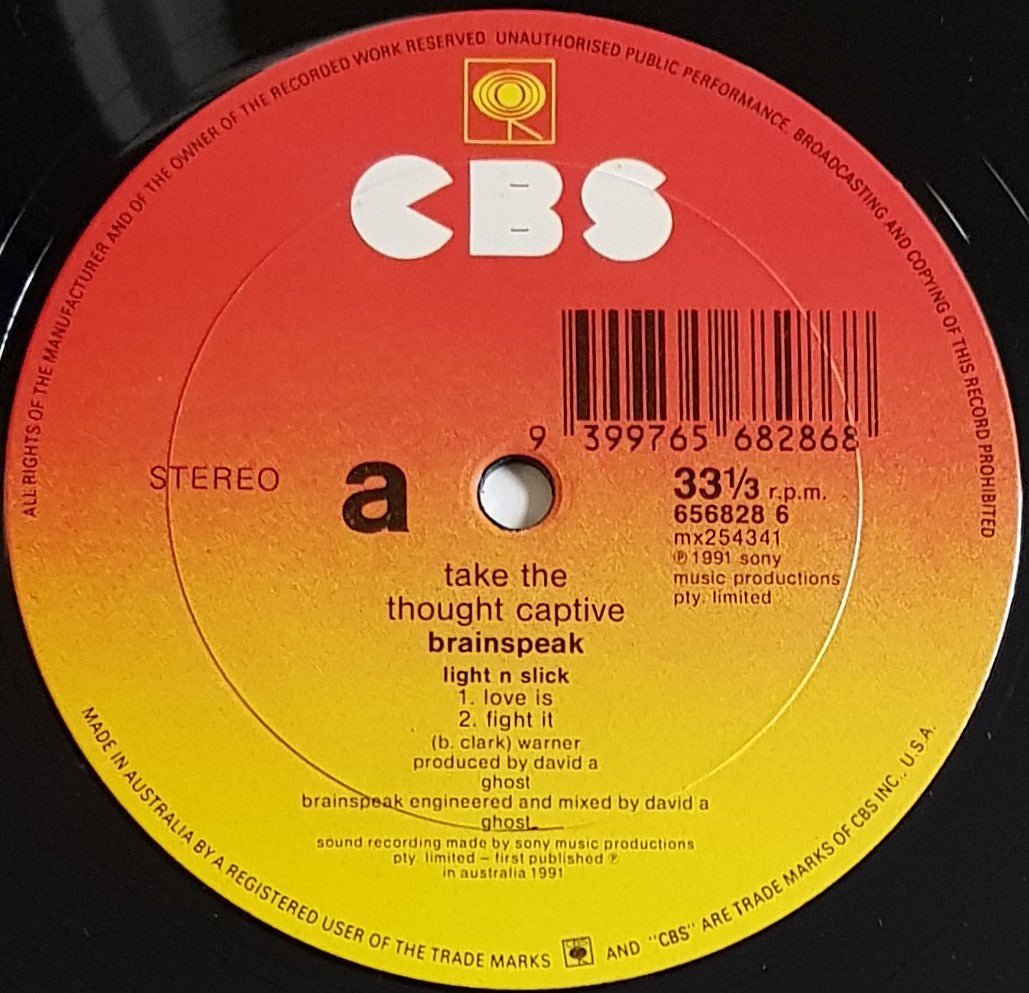 ALL RIGHTS OF THE MANUFACTURER AND OF THE OWNER OF THE RECORDED WORK RESERVED. UNAUTHORISED PUBLIC PERFORMANCE. BROADCASTING AND COPYING OF THIS RECORD PROHIBITED
CBS
9 399765 682868
STEREO
a
33⅓ r.p.m.
656828 6
mx254341
℗ 1991 sony
music productions
pty. limited
take the
thought captive
brainspeak
light n slick
1. love is
2. fight it
(b. clark) warner
produced by david a
ghost
brainspeak engineered and mixed by david a
ghost
sound recording made by sony music productions
pty. limited – first published ℗
in australia 1991
MADE IN AUSTRALIA BY A REGISTERED USER OF THE TRADE MARKS AND "CBS" ARE TRADE MARKS OF CBS INC., U.S.A.